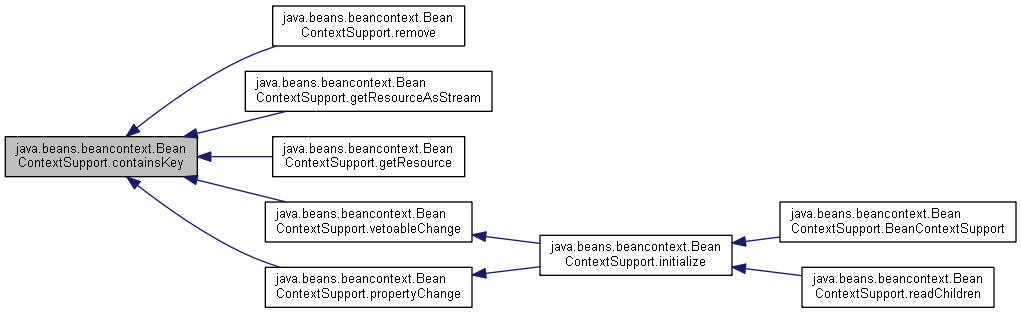 java.beans.beancontext.Bean
ContextSupport.remove
java.beans.beancontext.Bean
ContextSupport.getResourceAsStream
java.beans.beancontext.Bean
ContextSupport.containsKey
java.beans.beancontext.Bean
ContextSupport.getResource
java.beans.beancontext.Bean
ContextSupport.vetoableChange
java.beans.beancontext.Bean
ContextSupport.propertyChange
java.beans.beancontext.Bean
ContextSupport.initialize
java.beans.beancontext.Bean
ContextSupport.BeanContextSupport
java.beans.beancontext.Bean
ContextSupport.readChildren